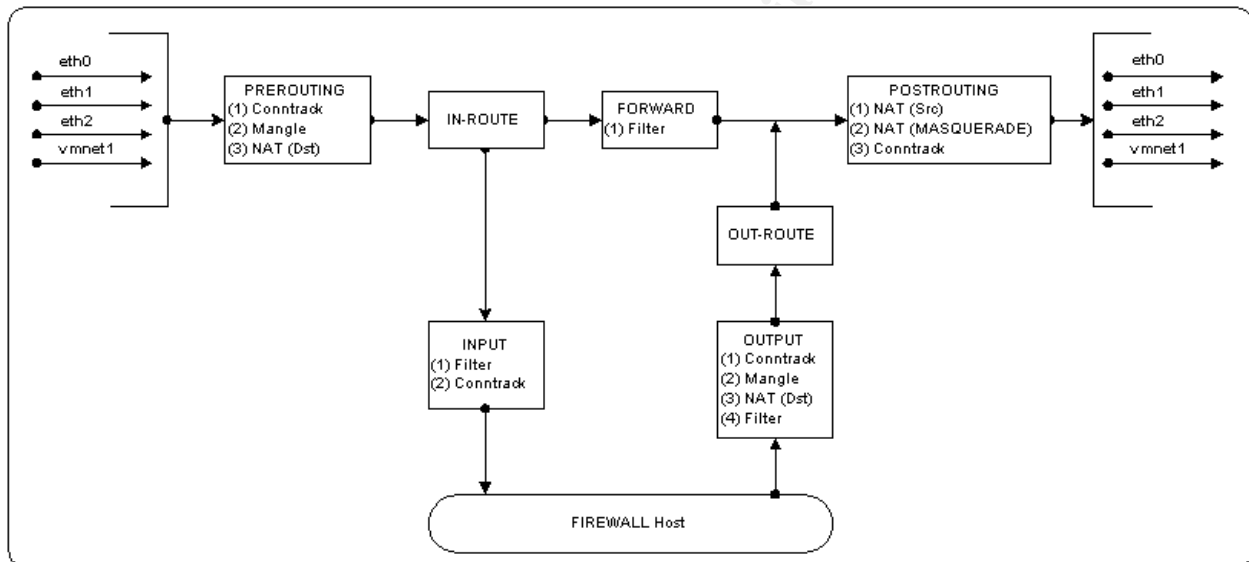 eth0
eth1
eth2
vmnet1
PREROUTING
(1) Conntrack
(2) Mangle
(3) NAT (Dst)
IN-ROUTE
FORWARD
(1) Filter
POSTROUTING
(1) NAT (Src)
(2) NAT (MASQUERADE)
(3) Conntrack
eth0
eth1
eth2
vmnet1
OUT-ROUTE
INPUT
(1) Filter
(2) Conntrack
OUTPUT
(1) Conntrack
(2) Mangle
(3) NAT (Dst)
(4) Filter
FIREWALL Host